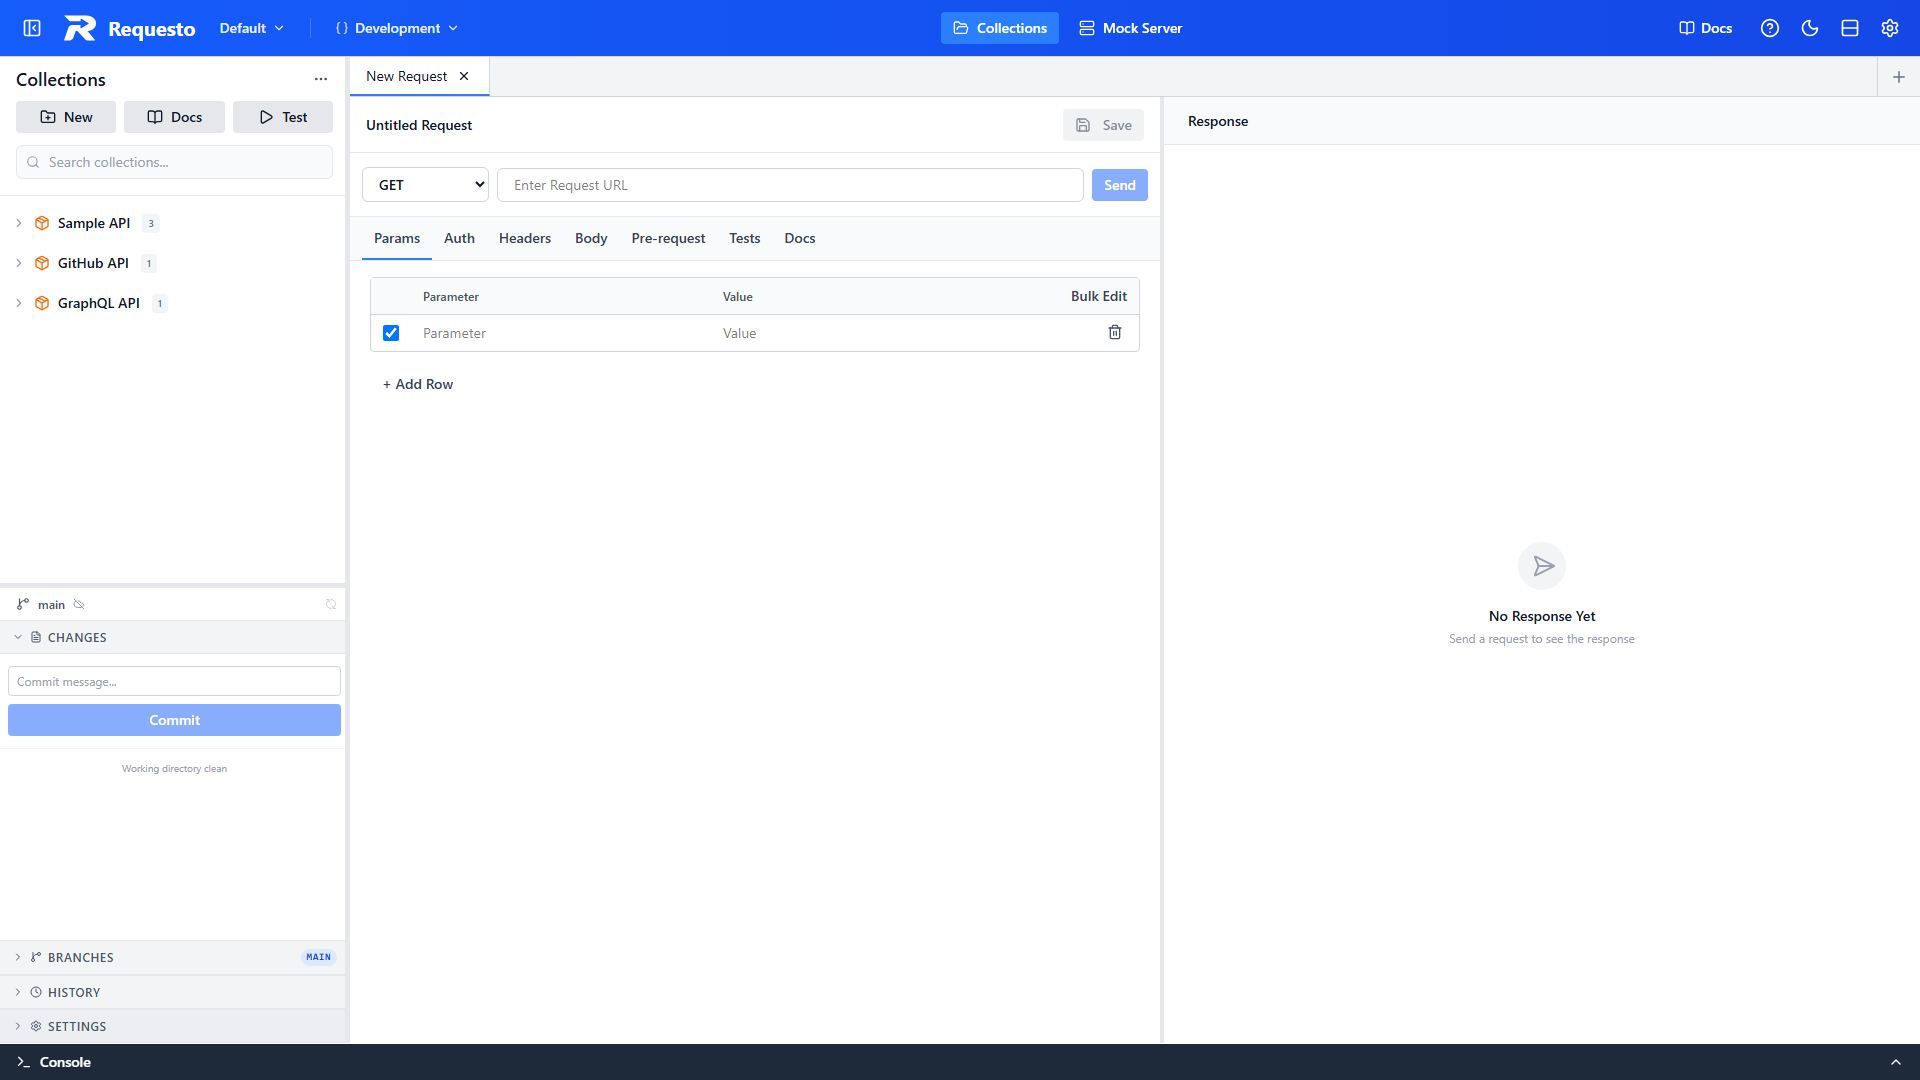 Requesto
Default
{ } Development
Collections
Mock Server
Docs
Collections
New
Docs
Test
Search collections...
Sample API 3
GitHub API 1
GraphQL API 1
main
CHANGES
Commit message...
Commit
Working directory clean
BRANCHES MAIN
HISTORY
SETTINGS
New Request
Untitled Request
Save
GET
Enter Request URL
Send
Params Auth Headers Body Pre-request Tests Docs
Parameter Value Bulk Edit
Parameter Value
+ Add Row
Response
No Response Yet
Send a request to see the response
Console